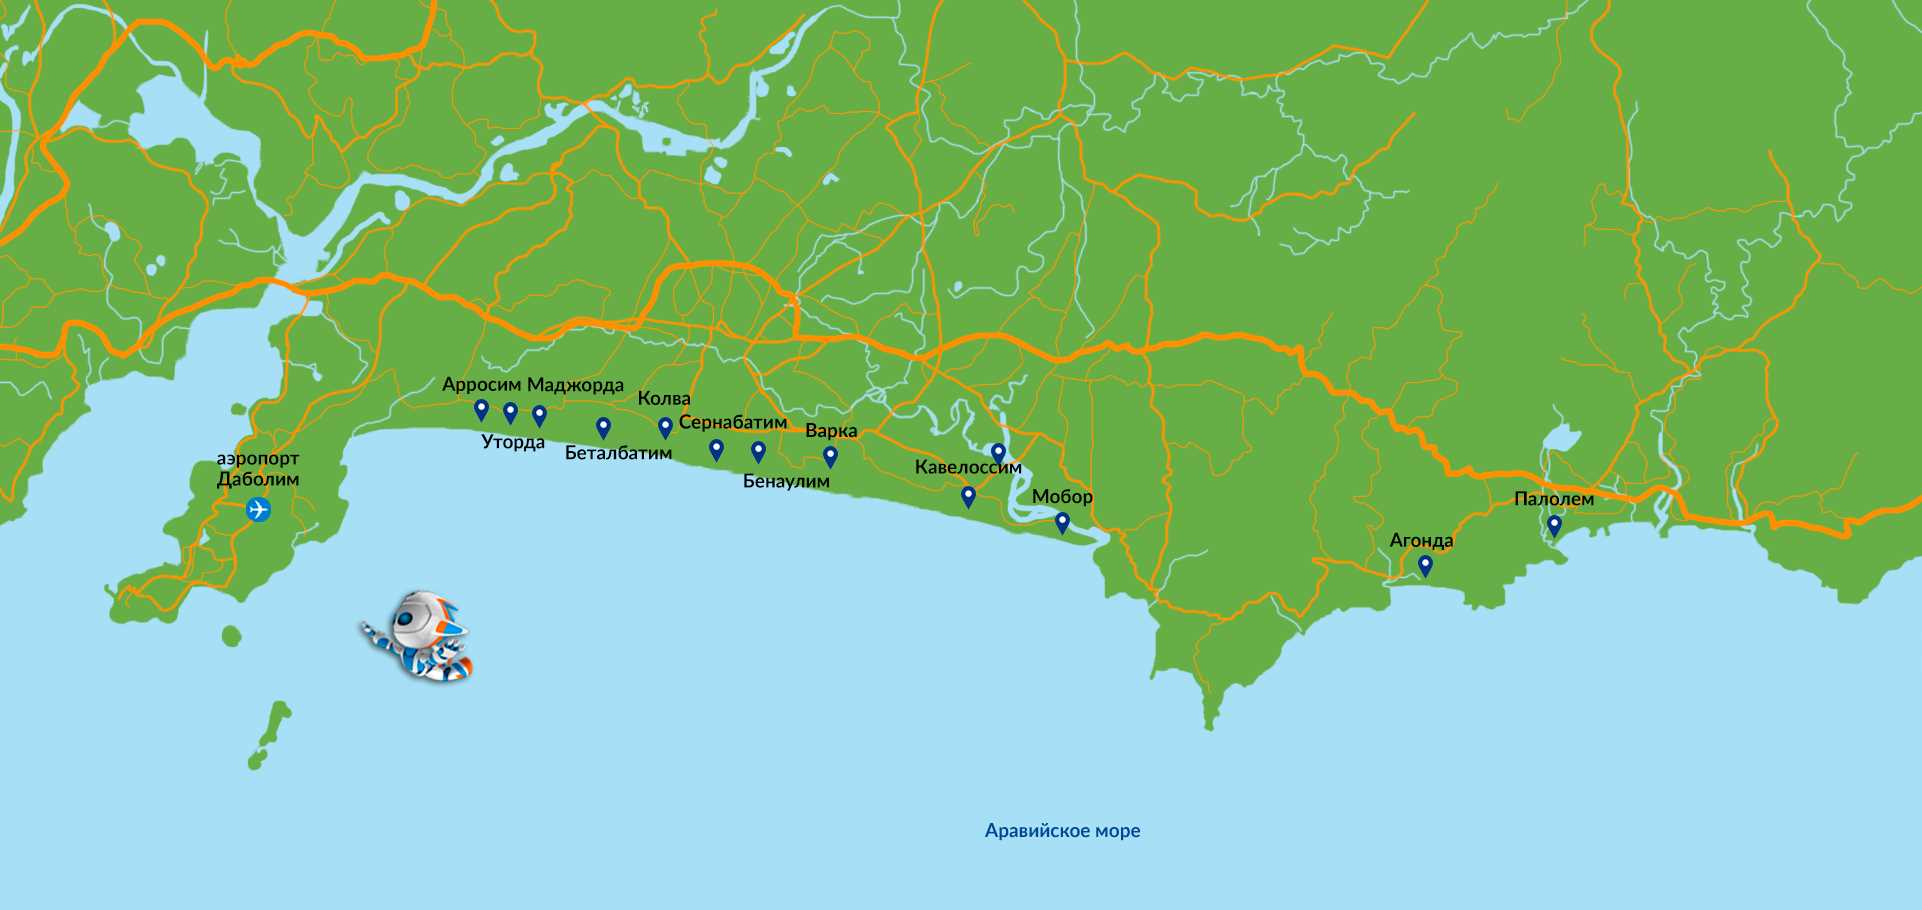 Арросим
Маджорда
Колва
Сернабатим
Варка
Уторда
Беталбатим
аэропорт
Даболим
Кавелоссим
Бенаулим
Мобор
Палолем
Агонда
Аравийское море